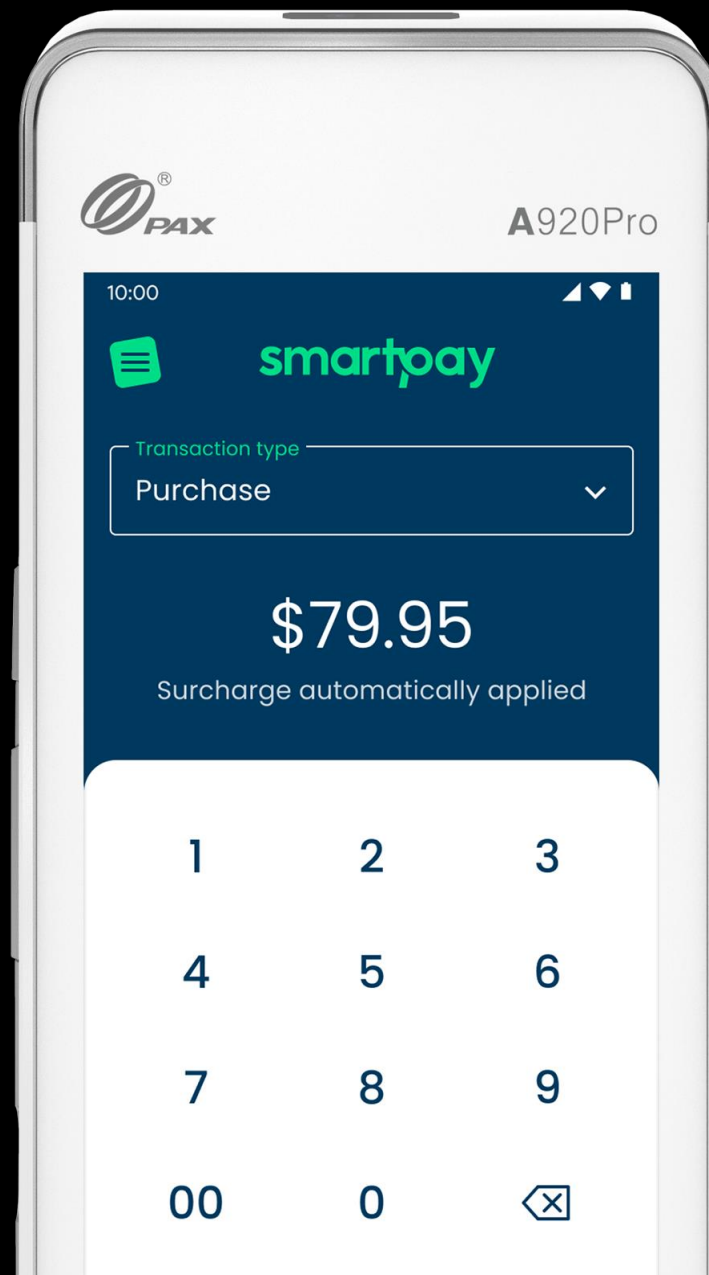 PAX®
A920Pro
10:00
smartpay
Transaction type
Purchase
$79.95
Surcharge automatically applied
1 2 3
4 5 6
7 8 9
00 0